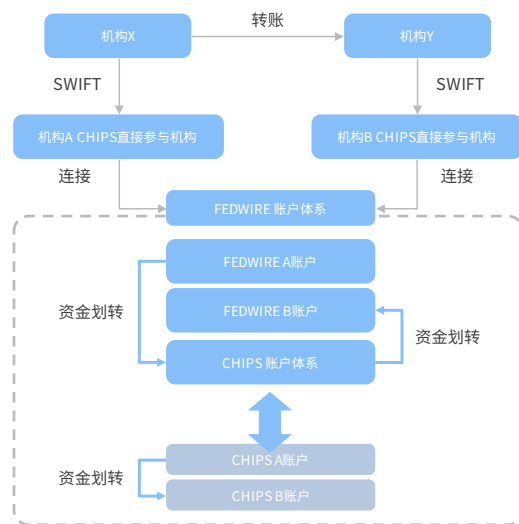 机构X
转账
机构Y
SWIFT
SWIFT
机构A CHIPS直接参与机构
机构B CHIPS直接参与机构
连接
连接
FEDWIRE 账户体系
FEDWIRE A账户
资金划转
FEDWIRE B账户
资金划转
CHIPS 账户体系
CHIPS A账户
资金划转
CHIPS B账户